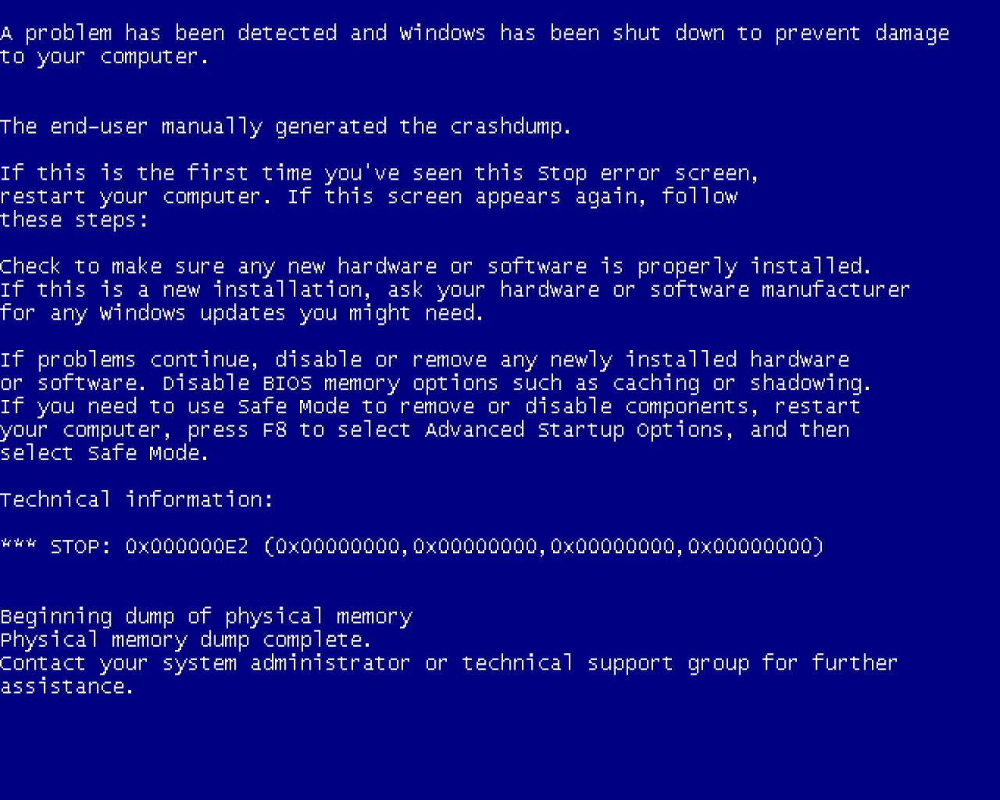 A problem has been detected and Windows has been shut down to prevent damage
to your computer.
The end-user manually generated the crashdump.
If this is the first time you've seen this Stop error screen,
restart your computer. If this screen appears again, follow
these steps:
Check to make sure any new hardware or software is properly installed.
If this is a new installation, ask your hardware or software manufacturer
for any Windows updates you might need.
If problems continue, disable or remove any newly installed hardware
or software. Disable BIOS memory options such as caching or shadowing.
If you need to use Safe Mode to remove or disable components, restart
your computer, press F8 to select Advanced Startup Options, and then
select Safe Mode.
Technical information:
*** STOP: 0x000000E2 (0x00000000,0x00000000,0x00000000,0x00000000)
Beginning dump of physical memory
Physical memory dump complete.
Contact your system administrator or technical support group for further
assistance.